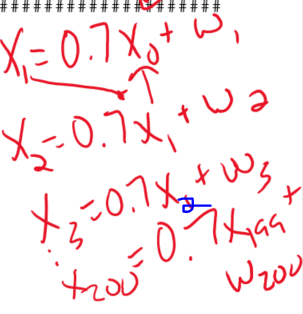 ####################
X₁ = 0.7X₀ + W₁
X₂ = 0.7X₁ + W2
X₃ = 0.7X₂ + W₃
⋮
X200 = 0.7X199 + W200